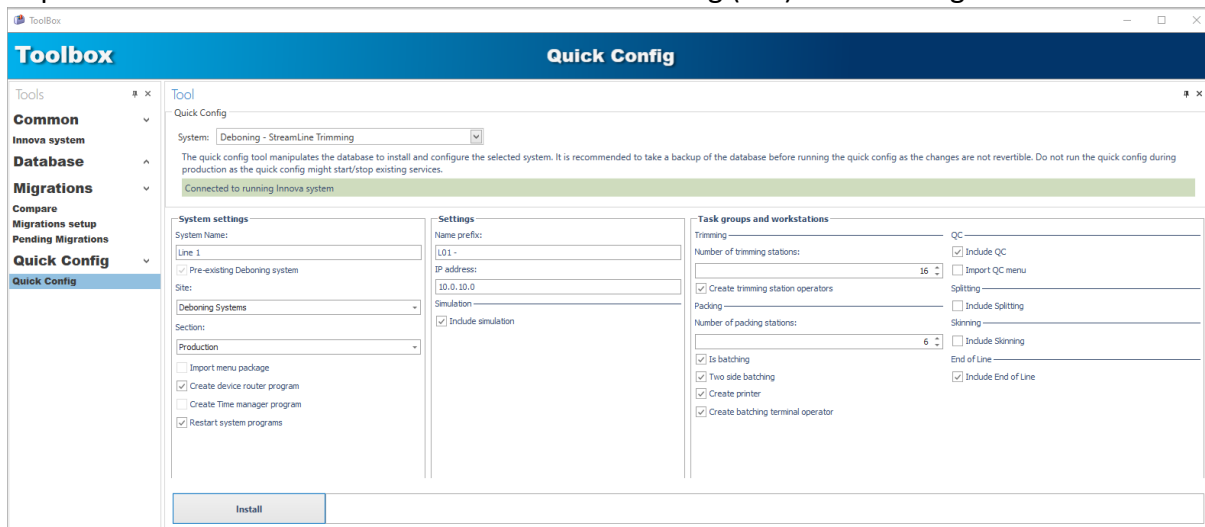 ToolBox
Toolbox
Quick Config
Tools
Common
Innova system
Database
Migrations
Compare
Migrations setup
Pending Migrations
Quick Config
Quick Config
Tool
Quick Config
System: Deboning - StreamLine Trimming
The quick config tool manipulates the database to install and configure the selected system. It is recommended to take a backup of the database before running the quick config as the changes are not revertible. Do not run the quick config during
production as the quick config might start/stop existing services.
Connected to running Innova system
System settings
System Name:
Line 1
Pre-existing Deboning system
Site:
Deboning Systems
Section:
Production
Import menu package
Create device router program
Create Time manager program
Restart system programs
Settings
Name prefix:
L01 -
IP address:
10.0.10.0
Simulation
Include simulation
Task groups and workstations
Trimming
Number of trimming stations:
16
Create trimming station operators
Packing
Number of packing stations:
6
Is batching
Two side batching
Create printer
Create batching terminal operator
QC
Include QC
Import QC menu
Splitting
Include Splitting
Skinning
Include Skinning
End of Line
Include End of Line
Install